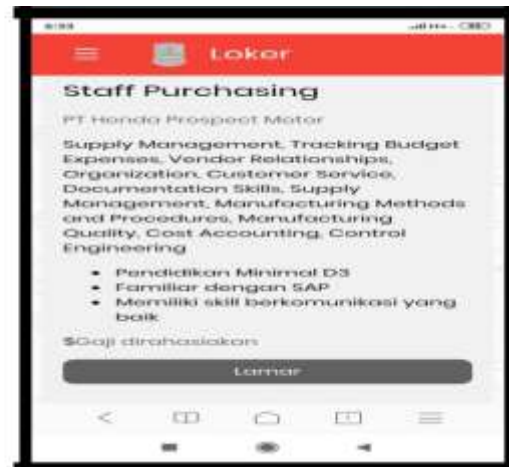 Loker
Staff Purchasing
PT Honda Prospect Motor
Supply Management, Tracking Budget
Expenses, Vendor Relationships,
Organization, Customer Service,
Documentation Skills, Supply
Management, Manufacturing Methods
and Procedures, Manufacturing
Quality, Cost Accounting, Control
Engineering
• Pendidikan Minimal D3
• Familiar dengan SAP
• Memiliki skill berkomunikasi yang
baik
$Gaji dirahasiakan
Lamar